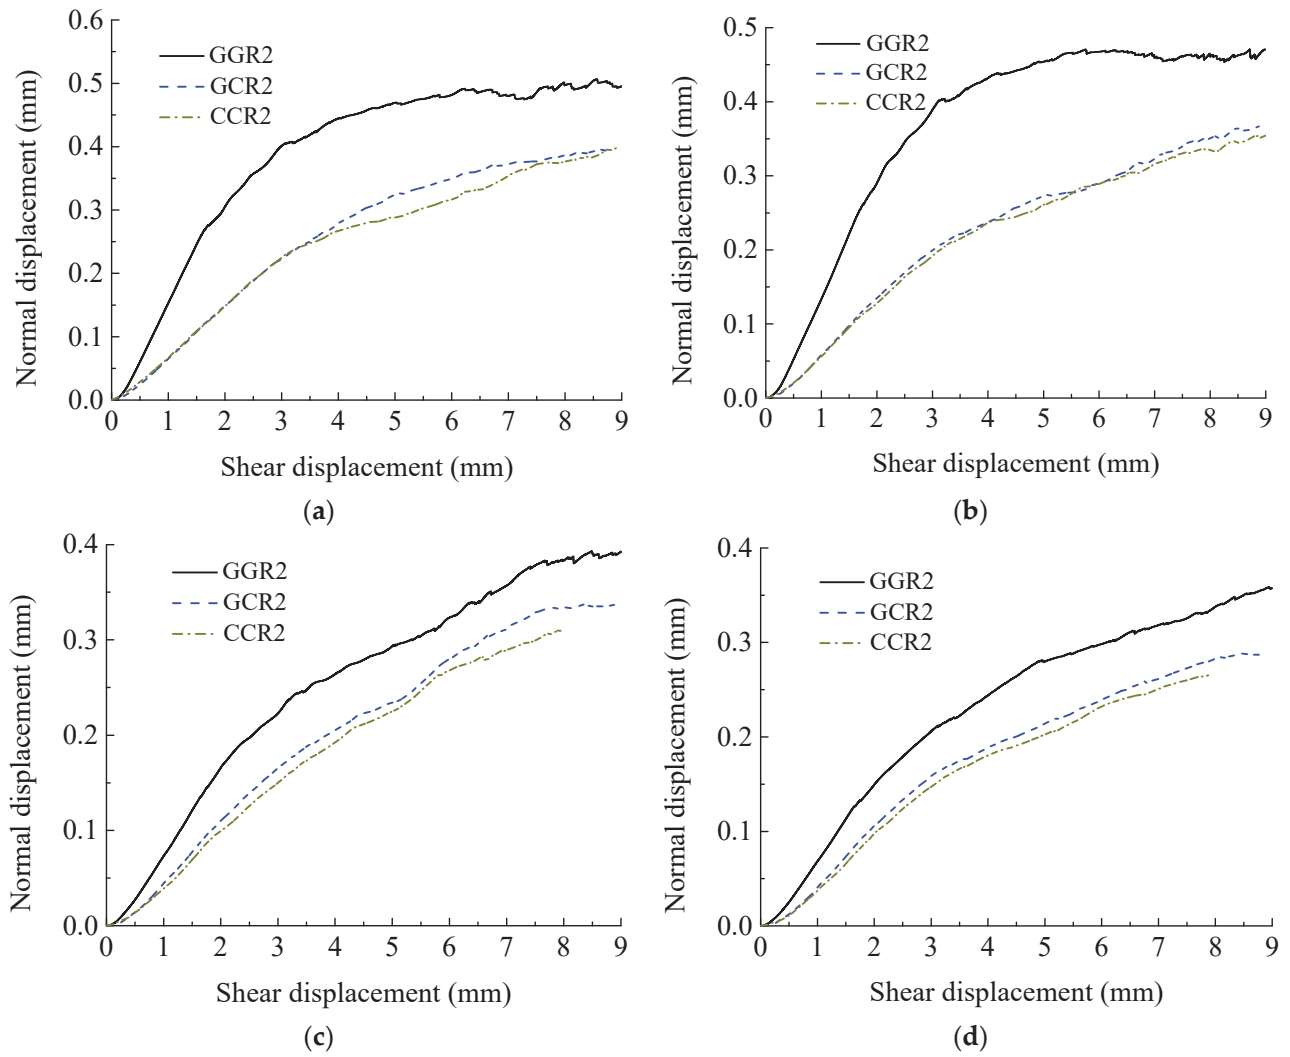 0.6
0.5
0.4
0.3
0.2
0.1
0.0
Normal displacement (mm)
GGR2
GCR2
CCR2
0 1 2 3 4 5 6 7 8 9
Shear displacement (mm)
(a)
0.5
0.4
0.3
0.2
0.1
0.0
Normal displacement (mm)
GGR2
GCR2
CCR2
0 1 2 3 4 5 6 7 8 9
Shear displacement (mm)
(b)
0.4
0.3
0.2
0.1
0.0
Normal displacement (mm)
GGR2
GCR2
CCR2
0 1 2 3 4 5 6 7 8 9
Shear displacement (mm)
(c)
0.4
0.3
0.2
0.1
0.0
Normal displacement (mm)
GGR2
GCR2
CCR2
0 1 2 3 4 5 6 7 8 9
Shear displacement (mm)
(d)